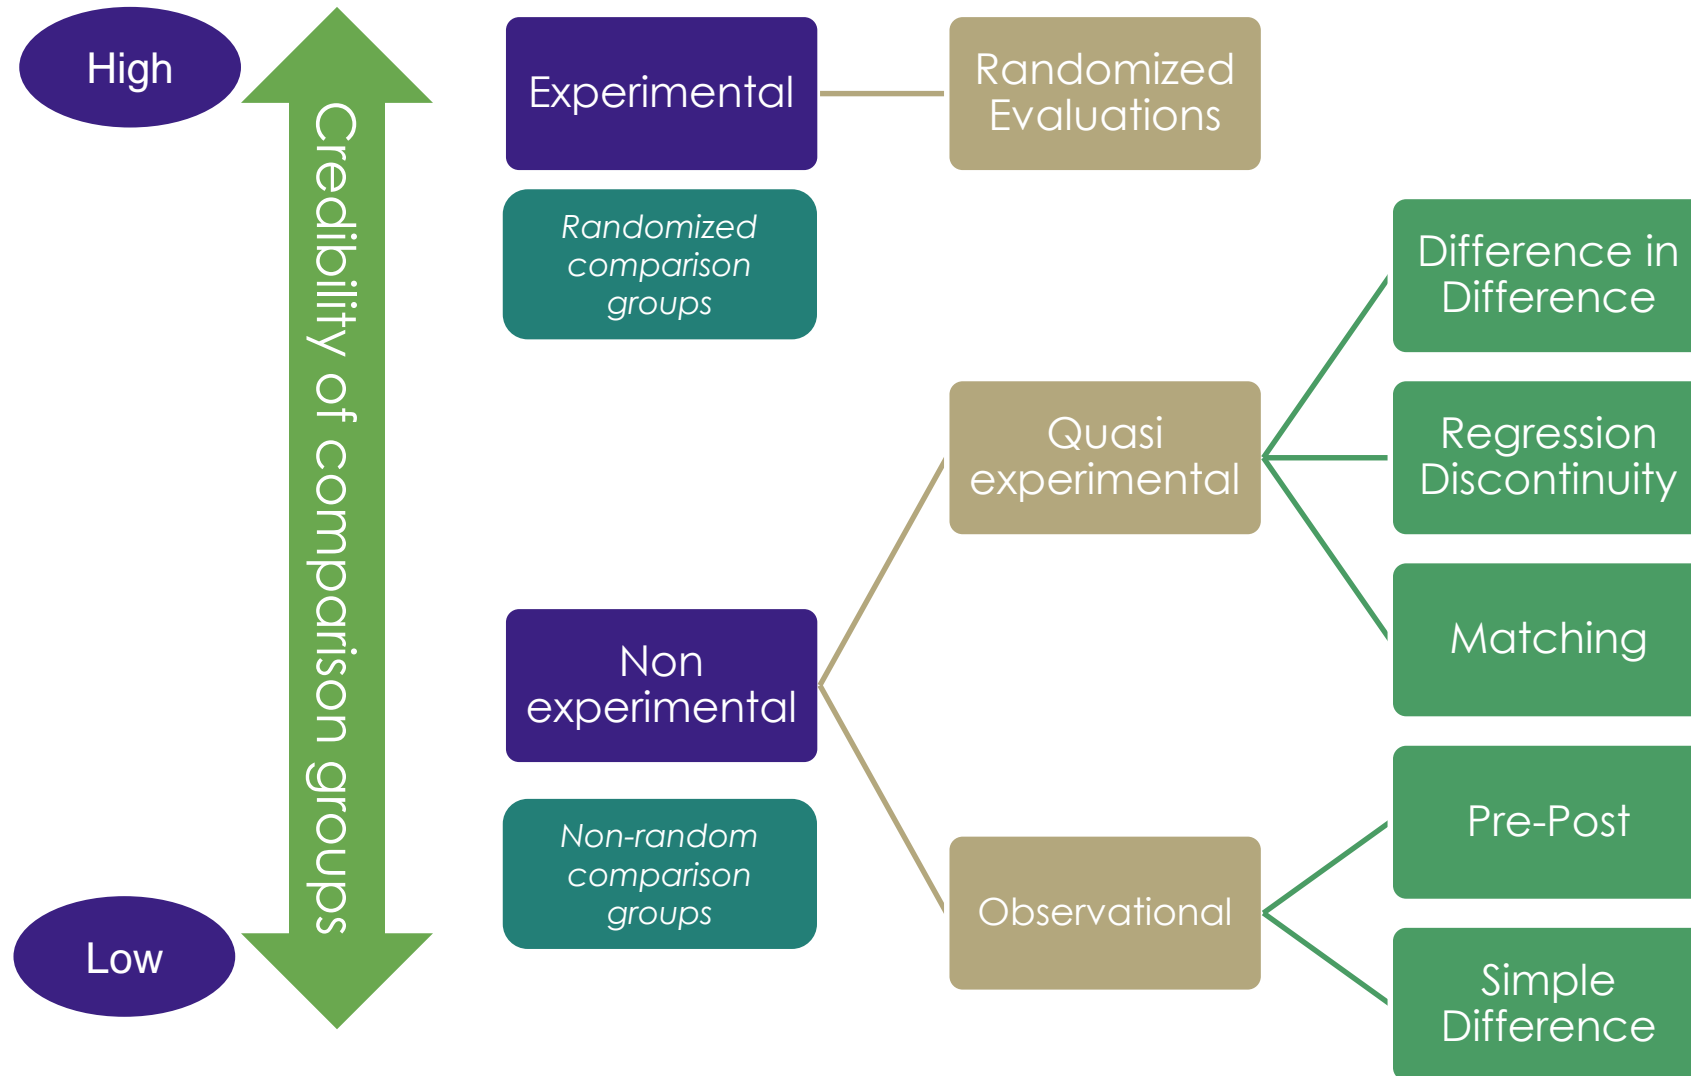 High
Low
Credibility of comparison groups
Experimental
Randomized
comparison
groups
Randomized
Evaluations
Non
experimental
Non-random
comparison
groups
Quasi
experimental
Observational
Difference in
Difference
Regression
Discontinuity
Matching
Pre-Post
Simple
Difference